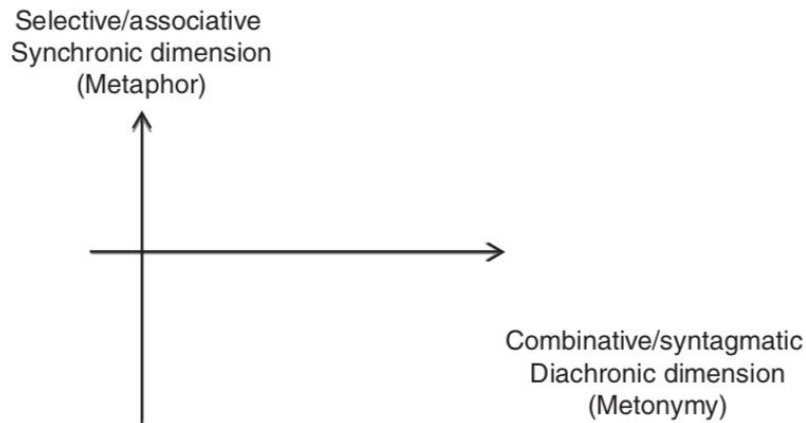 Selective/associative
Synchronic dimension
(Metaphor)
Combinative/syntagmatic
Diachronic dimension
(Metonymy)